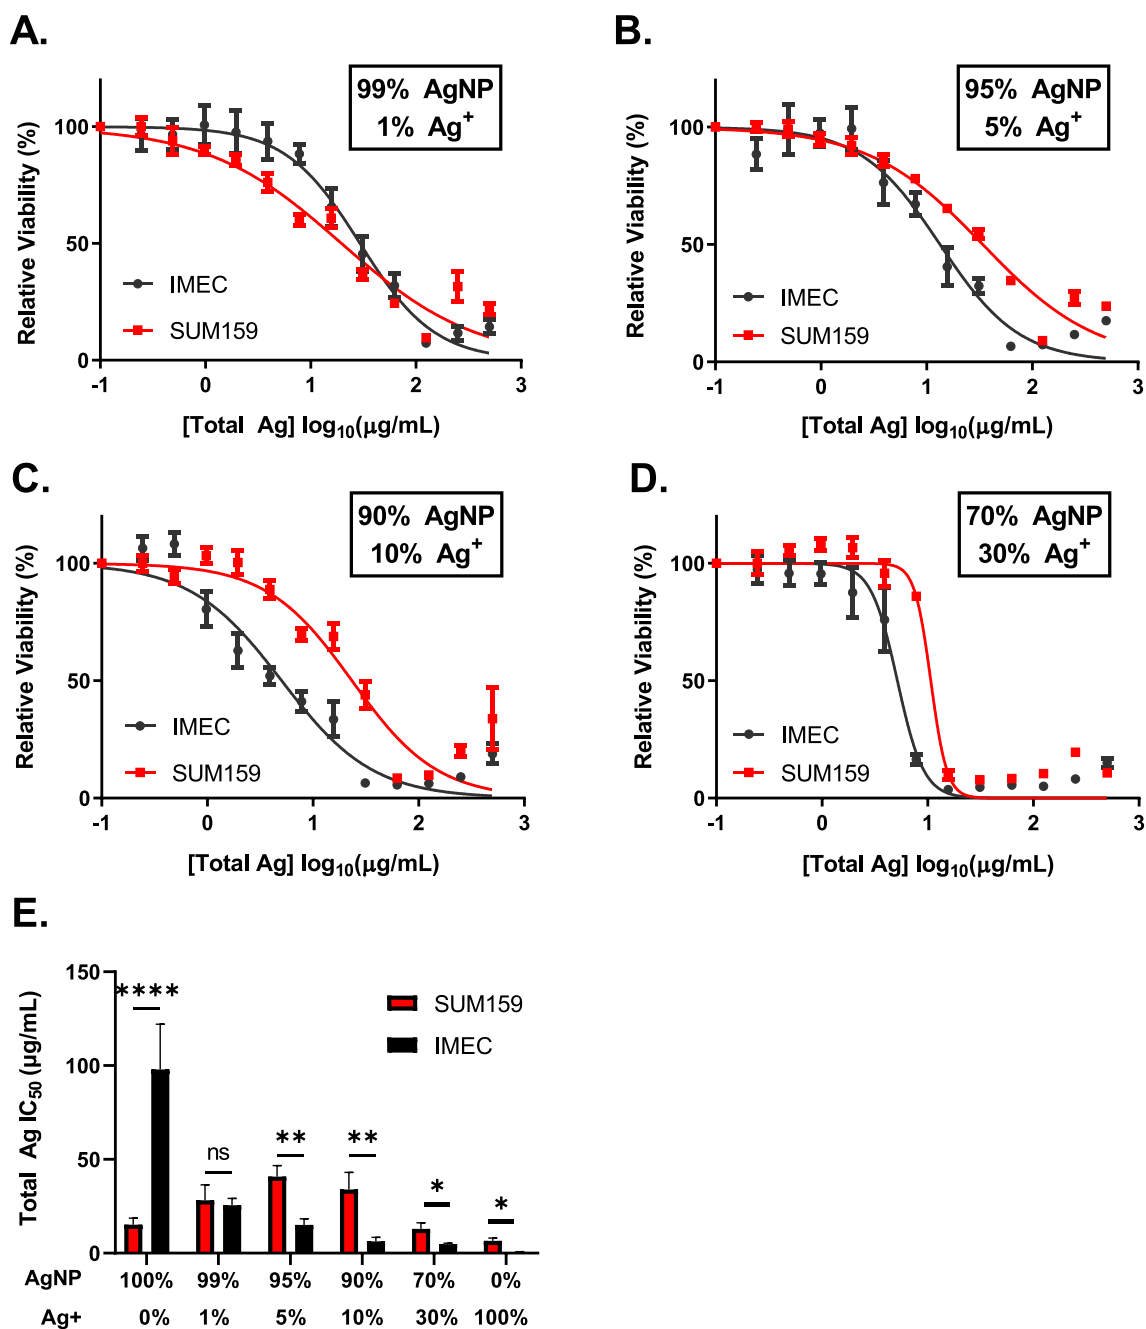 A.
99% AgNP
1% Ag⁺
Relative Viability (%)
100
50
0
IMEC
SUM159
-1 0 1 2 3
[Total Ag] log₁₀(μg/mL)
B.
95% AgNP
5% Ag⁺
Relative Viability (%)
100
50
0
IMEC
SUM159
-1 0 1 2 3
[Total Ag] log₁₀(μg/mL)
C.
90% AgNP
10% Ag⁺
Relative Viability (%)
100
50
0
IMEC
SUM159
-1 0 1 2 3
[Total Ag] log₁₀(μg/mL)
D.
70% AgNP
30% Ag⁺
Relative Viability (%)
100
50
0
IMEC
SUM159
-1 0 1 2 3
[Total Ag] log₁₀(μg/mL)
E.
Total Ag IC₅₀ (μg/mL)
150
100
50
0
SUM159
IMEC
**** ns ** ** * *
AgNP 100% 99% 95% 90% 70% 0%
Ag+ 0% 1% 5% 10% 30% 100%